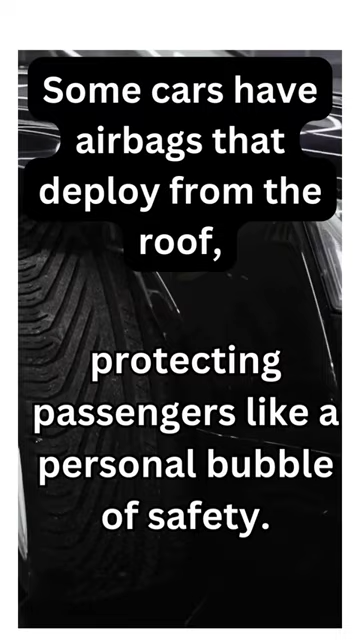 Some cars have
airbags that
deploy from the
roof,
protecting
passengers like a
personal bubble
of safety.